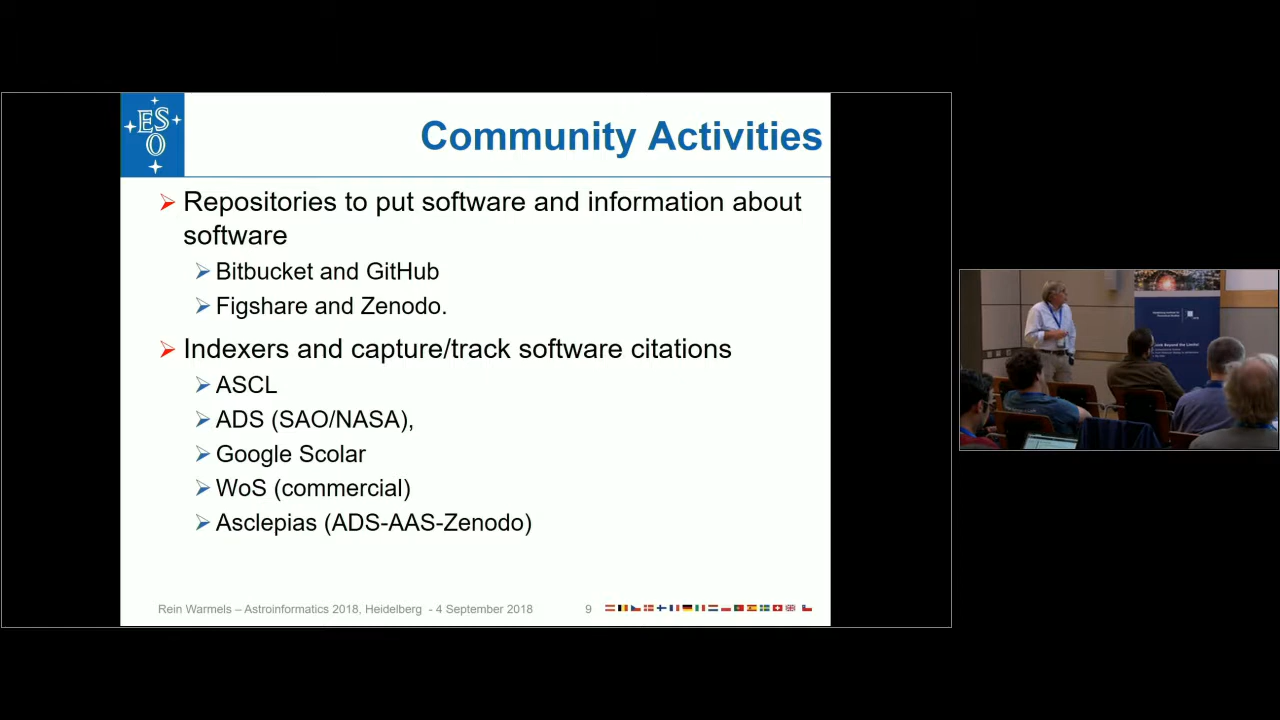 ESO
Community Activities
Repositories to put software and information about
software
Bitbucket and GitHub
Figshare and Zenodo.
Indexers and capture/track software citations
ASCL
ADS (SAO/NASA),
Google Scolar
WoS (commercial)
Asclepias (ADS-AAS-Zenodo)
Rein Warmels – Astroinformatics 2018, Heidelberg - 4 September 2018
9